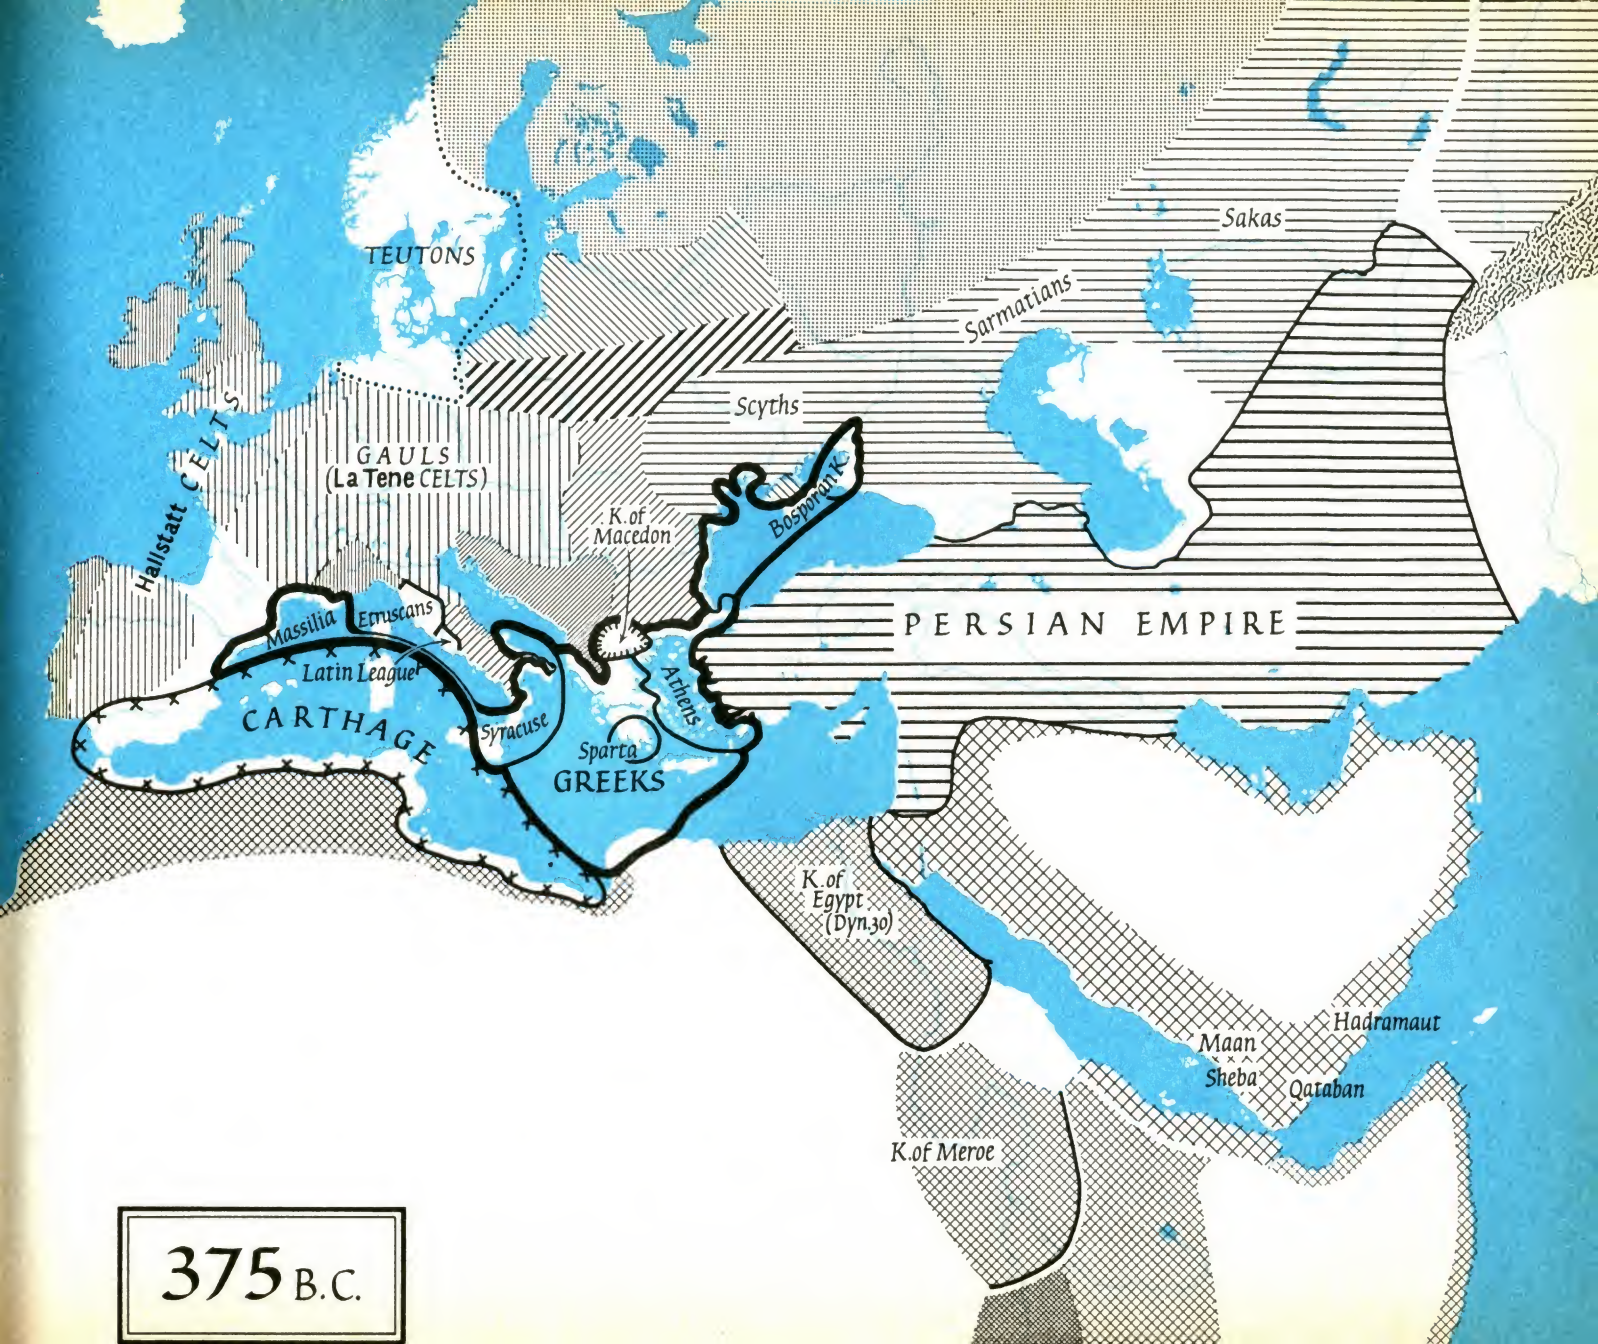 TEUTONS
Sakas
Sarmatians
Scyths
Hallstatt CELTS
GAULS
(La Tene CELTS)
K. of
Macedon
Bosporan K.
PERSIAN EMPIRE
Massilia
Etruscans
Latin League
CARTHAGE
Syracuse
Athens
Sparta
GREEKS
K. of
Egypt
(Dyn.30)
Hadramaut
Maan
Sheba
Qataban
K. of Meroe
375 B.C.